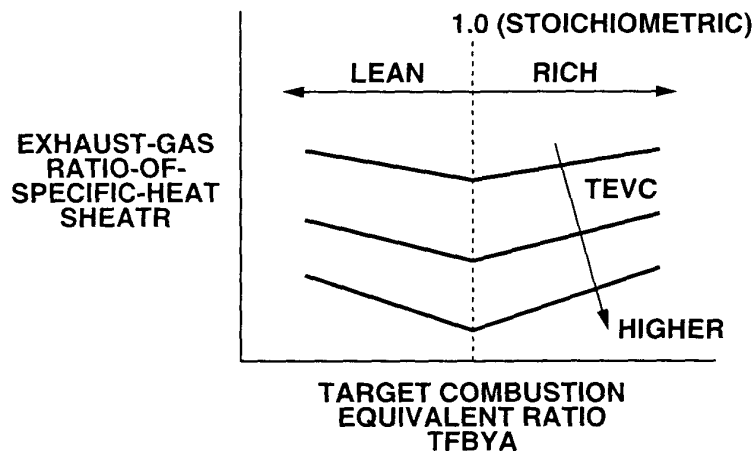 1.0 (STOICHIOMETRIC)
LEAN
RICH
EXHAUST-GAS
RATIO-OF-
SPECIFIC-HEAT
SHEATR
TEVC
HIGHER
TARGET COMBUSTION
EQUIVALENT RATIO
TFBYA